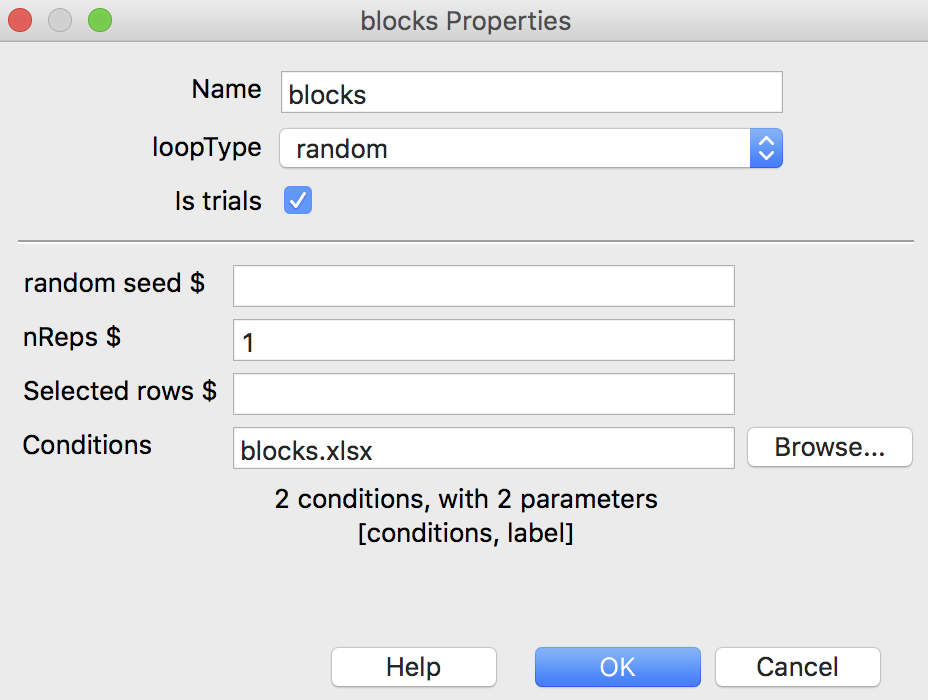 blocks Properties
Name blocks
loopType random
Is trials
random seed $
nReps $ 1
Selected rows $
Conditions blocks.xlsx Browse...
2 conditions, with 2 parameters
[conditions, label]
Help OK Cancel